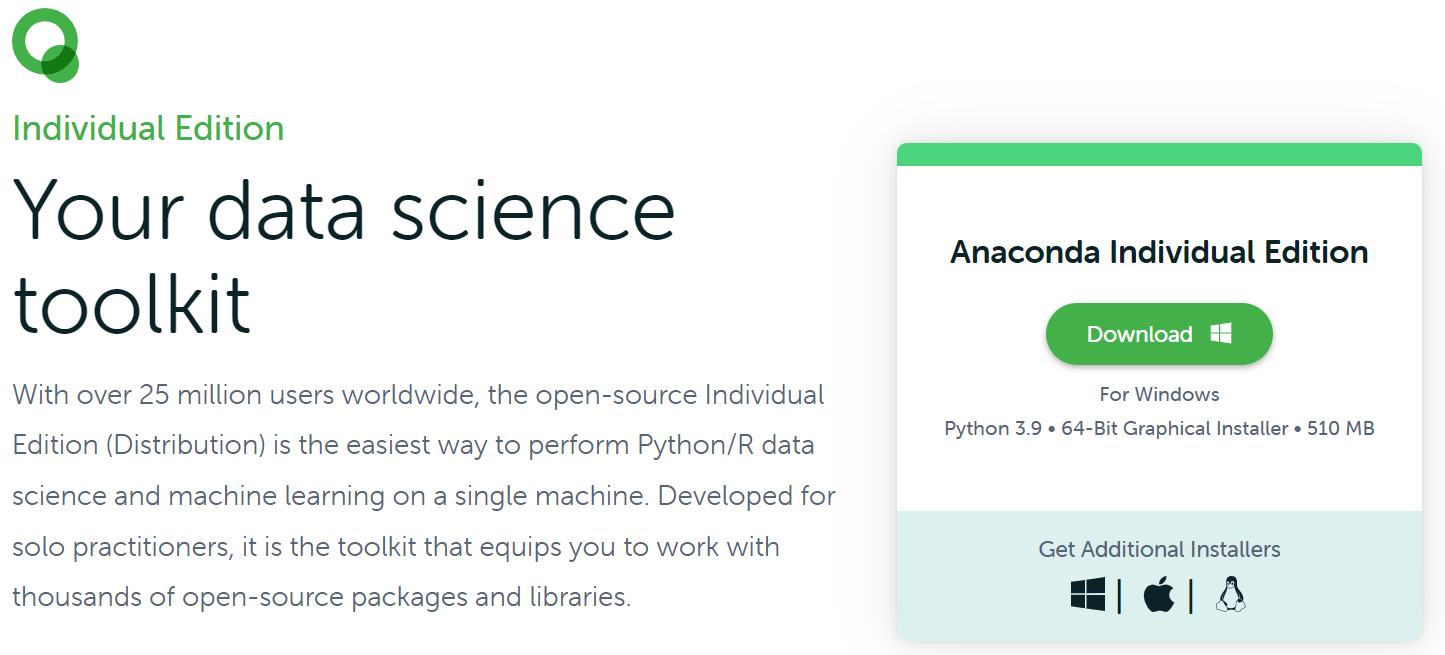 Individual Edition
Your data science
toolkit
With over 25 million users worldwide, the open-source Individual
Edition (Distribution) is the easiest way to perform Python/R data
science and machine learning on a single machine. Developed for
solo practitioners, it is the toolkit that equips you to work with
thousands of open-source packages and libraries.
Anaconda Individual Edition
Download
For Windows
Python 3.9 • 64-Bit Graphical Installer • 510 MB
Get Additional Installers